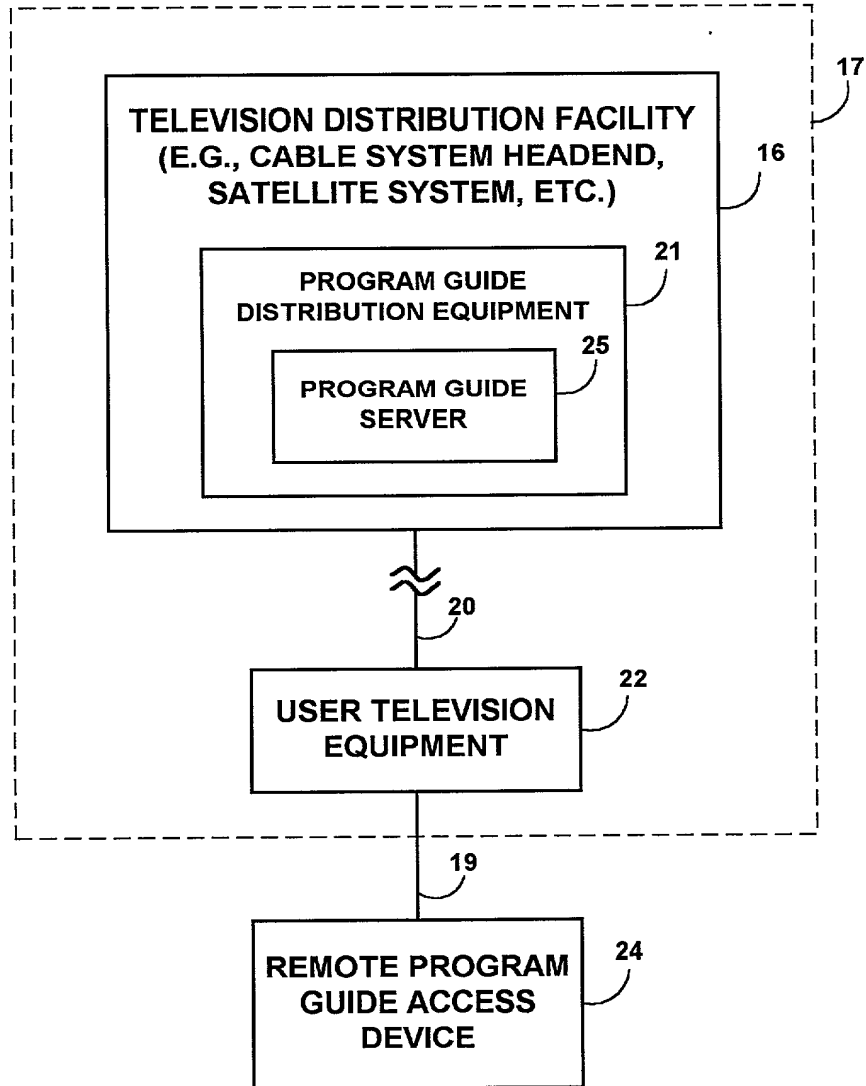 17
TELEVISION DISTRIBUTION FACILITY
(E.G., CABLE SYSTEM HEADEND,
SATELLITE SYSTEM, ETC.)
16
PROGRAM GUIDE
DISTRIBUTION EQUIPMENT
21
PROGRAM GUIDE
SERVER
25
20
USER TELEVISION
EQUIPMENT
22
19
REMOTE PROGRAM
GUIDE ACCESS
DEVICE
24